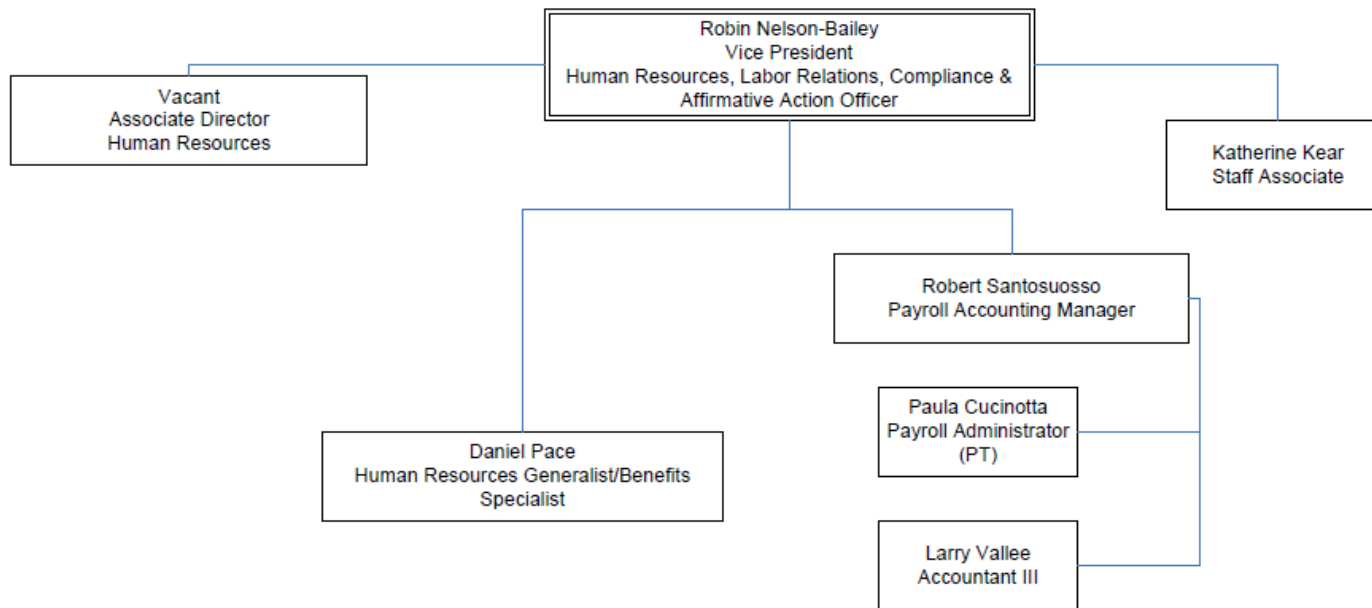 Robin Nelson-Bailey
Vice President
Human Resources, Labor Relations, Compliance &
Affirmative Action Officer
Vacant
Associate Director
Human Resources
Katherine Kear
Staff Associate
Robert Santosuosso
Payroll Accounting Manager
Paula Cucinotta
Payroll Administrator
(PT)
Daniel Pace
Human Resources Generalist/Benefits
Specialist
Larry Vallee
Accountant III